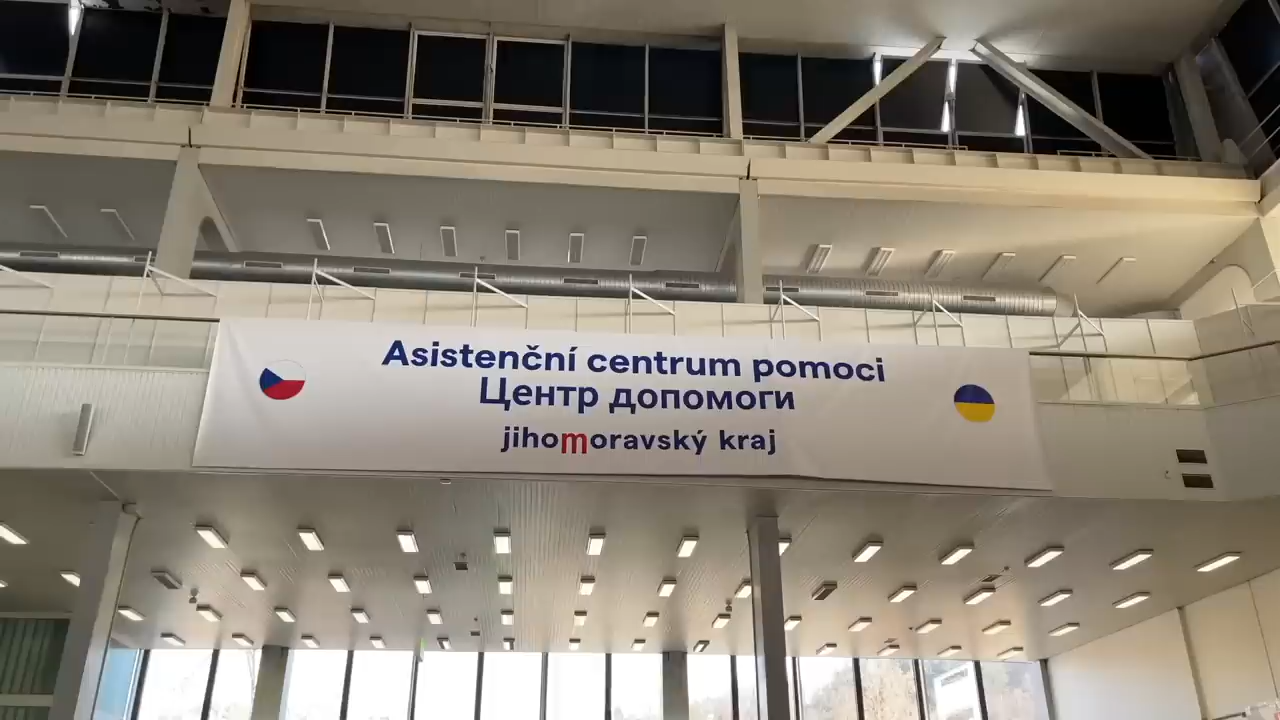 Asistenční centrum pomoci
Центр допомоги
jihomoravský kraj